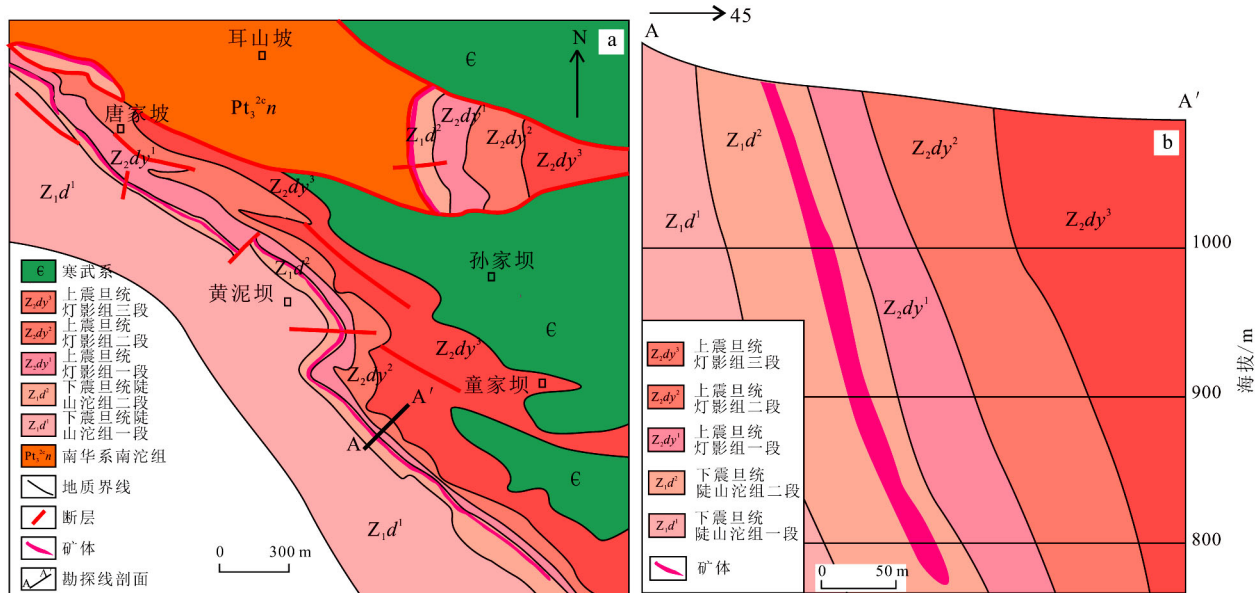 耳山坡
a
N
Є
Pt₃²ᶜn
唐家坡
Z₁d²
Z₂dy¹
Z₂dy²
Z₂dy³
Z₂dy¹
Z₂dy³
Z₁d¹
Z₁d²
孙家坝
黄泥坝
Є
Z₂dy³
Z₂dy²
童家坝
A′
A
Є
Z₁d¹
Є 寒武系
Z₂dy³ 上震旦统
灯影组三段
Z₂dy² 上震旦统
灯影组二段
Z₂dy¹ 上震旦统
灯影组一段
Z₁d² 下震旦统陡
山沱组二段
Z₁d¹ 下震旦统陡
山沱组一段
Pt₃²ᶜn 南华系南沱组
地质界线
断层
矿体
A A′ 勘探线剖面
0 300 m
45
A
A′
b
Z₁d²
Z₂dy²
Z₁d¹
Z₂dy³
Z₂dy¹
1000
900
800
海拔/m
Z₂dy³ 上震旦统
灯影组三段
Z₂dy² 上震旦统
灯影组二段
Z₂dy¹ 上震旦统
灯影组一段
Z₁d² 下震旦统
陡山沱组二段
Z₁d¹ 下震旦统
陡山沱组一段
矿体
0 50 m